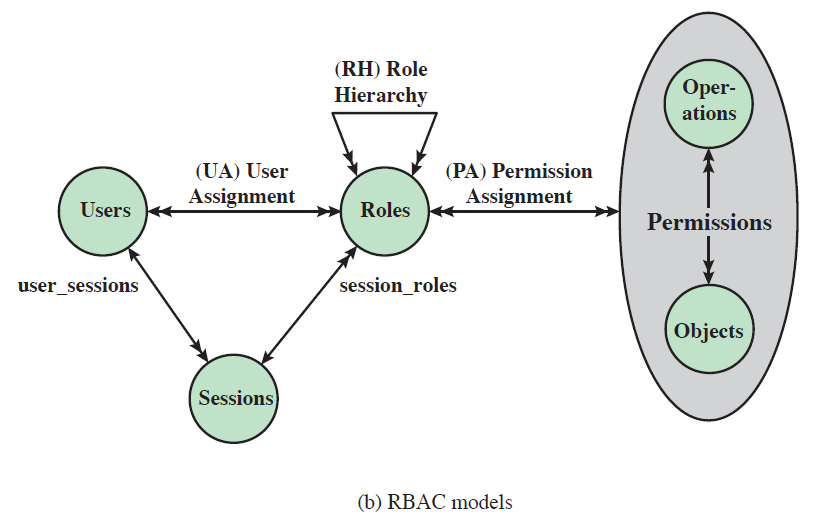 (RH) Role
Hierarchy
Oper-
ations
(UA) User
Assignment
(PA) Permission
Assignment
Users
Roles
Permissions
user_sessions
session_roles
Objects
Sessions
(b) RBAC models